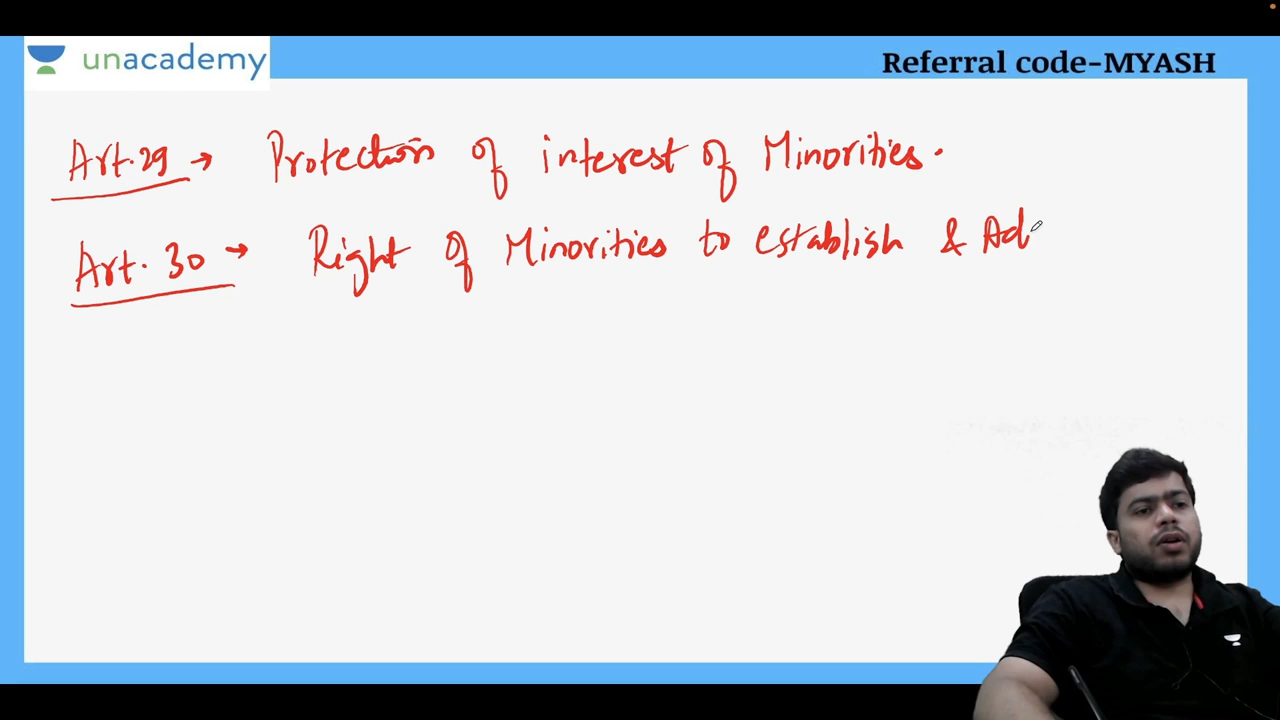 unacademy
Referral code-MYASH
Art.29 → Protection of interest of Minorities.
Art. 30 → Right of Minorities to establish & Ad